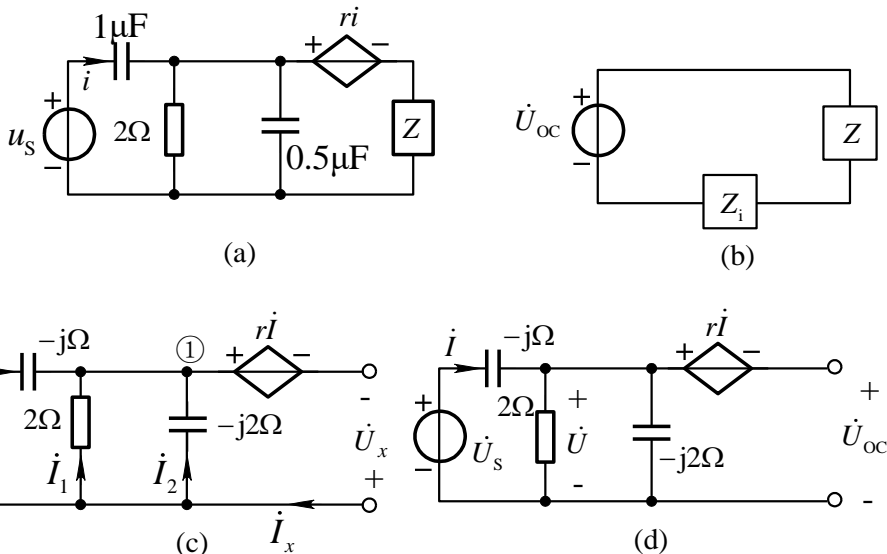 1μF
ri
+ −
i
+
u_S
−
2Ω
0.5μF
Z
(a)
+
U̇_OC
−
Z
Z_i
(b)
−jΩ
①
rİ
+ −
2Ω
−j2Ω
İ_1
İ_2
-
U̇_x
+
İ_x
(c)
İ
−jΩ
rİ
+ −
+
U̇_S
−
2Ω
+
U̇
-
−j2Ω
+
U̇_OC
-
(d)